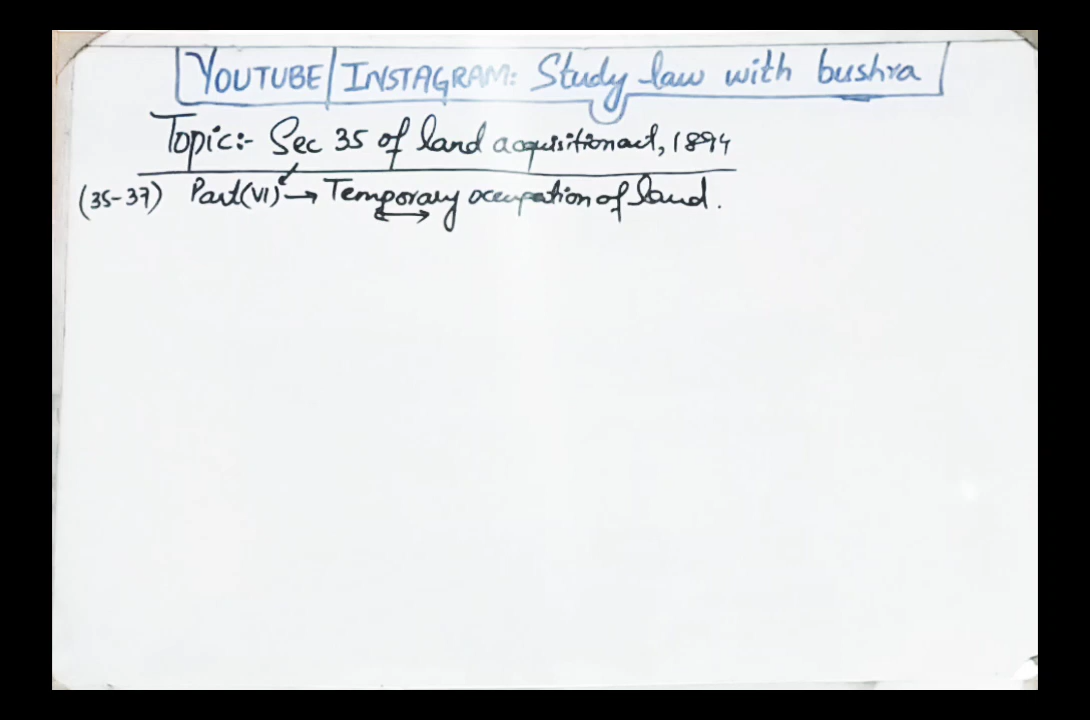 YOUTUBE/INSTAGRAM: Study law with bushra
Topic:- Sec 35 of land acquisition act, 1894
(35-37) Part(VI) → Temporary occupation of land.